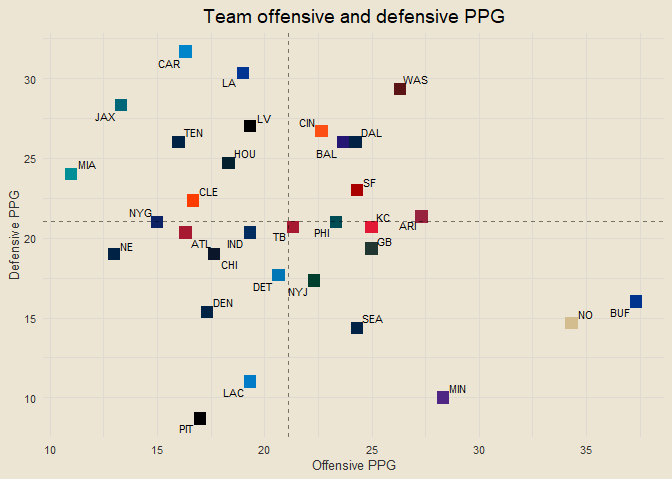 Team offensive and defensive PPG
CAR
LA
WAS
30
JAX
LV
CIN
TEN
DAL
BAL
25
HOU
MIA
SF
CLE
NYG
KC
ARI
PHI
TB
ATL
IND
GB
20
NE
CHI
DET
NYJ
DEN
SEA
NO
BUF
15
LAC
MIN
10
PIT
Defensive PPG
10 15 20 25 30 35
Offensive PPG